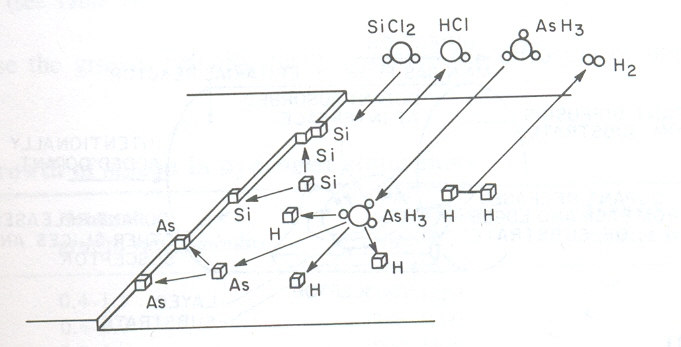 SiCl2 HCl AsH3
H2
Si
Si
Si
Si
As
H
AsH3
H H
As
As
H
H